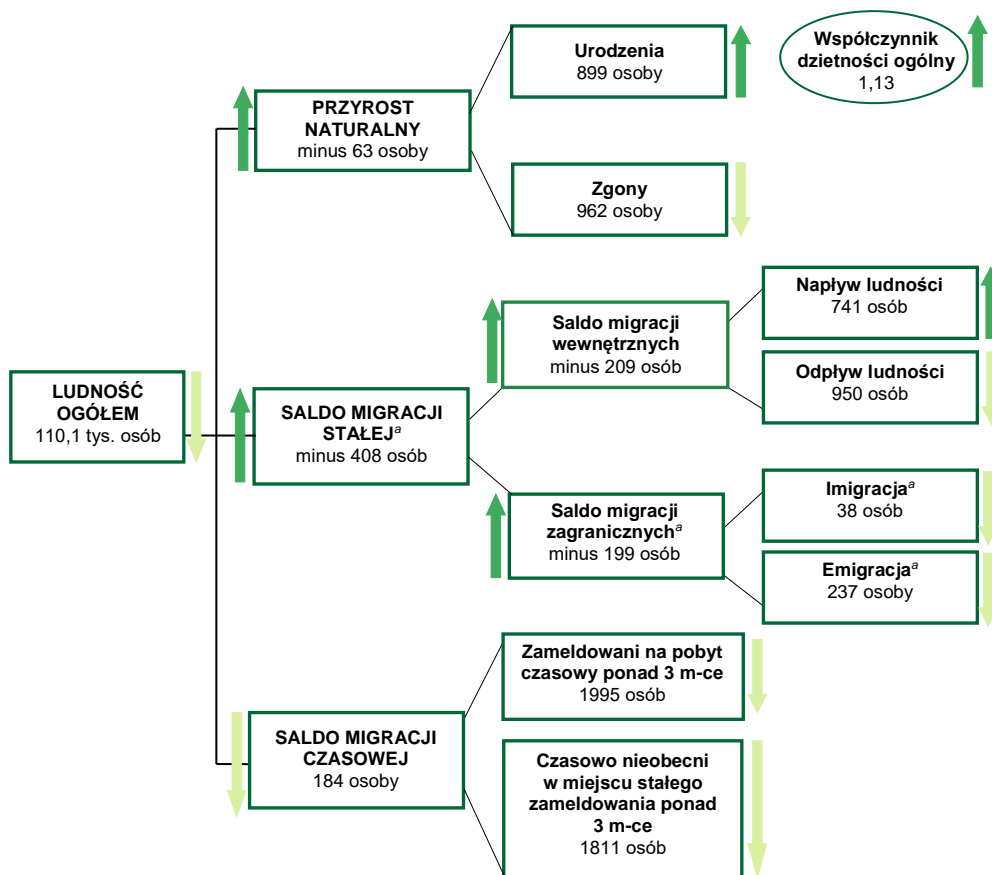 Urodzenia
899 osoby
Współczynnik
dzietności ogólny
1,13
PRZYROST
NATURALNY
minus 63 osoby
Zgony
962 osoby
Napływ ludności
741 osób
Saldo migracji
wewnętrznych
minus 209 osób
Odpływ ludności
950 osób
LUDNOŚĆ
OGÓŁEM
110,1 tys. osób
SALDO MIGRACJI
STAŁEJa
minus 408 osób
Imigracjaa
38 osób
Saldo migracji
zagranicznycha
minus 199 osób
Emigracjaa
237 osoby
Zameldowani na pobyt
czasowy ponad 3 m-ce
1995 osób
SALDO MIGRACJI
CZASOWEJ
184 osoby
Czasowo nieobecni
w miejscu stałego
zameldowania ponad
3 m-ce
1811 osób